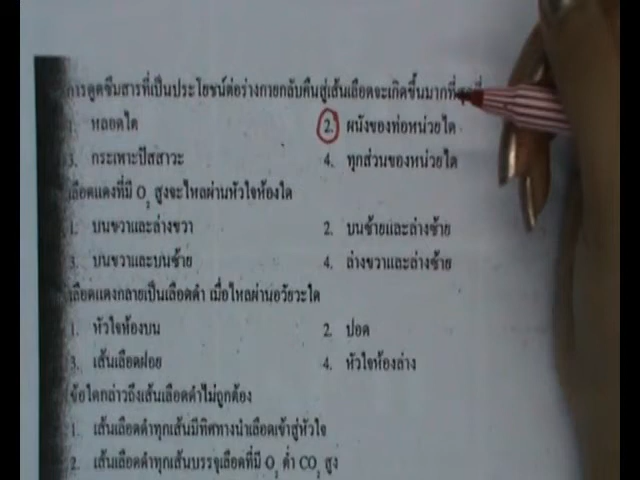 การดูดซึมสารที่เป็นประโยชน์ต่อร่างกายกลับคืนสู่เส้นเลือดจะเกิดขึ้นมากที่สุดที่
1. หลอดใด 2. ผนังของท่อหน่วยไต
3. กระเพาะปัสสาวะ 4. ทุกส่วนของหน่วยไต
เลือดแดงที่มี O₂ สูงจะไหลผ่านหัวใจห้องใด
1. บนขวาและล่างขวา 2. บนซ้ายและล่างซ้าย
3. บนขวาและบนซ้าย 4. ล่างขวาและล่างซ้าย
เลือดแดงกลายเป็นเลือดดำ เมื่อไหลผ่านอวัยวะใด
1. หัวใจห้องบน 2. ปอด
3. เส้นเลือดฝอย 4. หัวใจห้องล่าง
ข้อใดกล่าวถึงเส้นเลือดดำไม่ถูกต้อง
1. เส้นเลือดดำทุกเส้นมีทิศทางนำเลือดเข้าสู่หัวใจ
2. เส้นเลือดดำทุกเส้นบรรจุเลือดที่มี O₂ ต่ำ CO₂ สูง